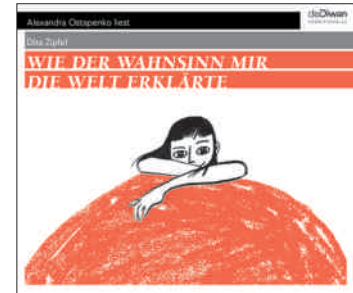 Alexandra Ostapenko liest
derDiwan
Dita Zipfel
WIE DER WAHNSINN MIR
DIE WELT ERKLÄRTE